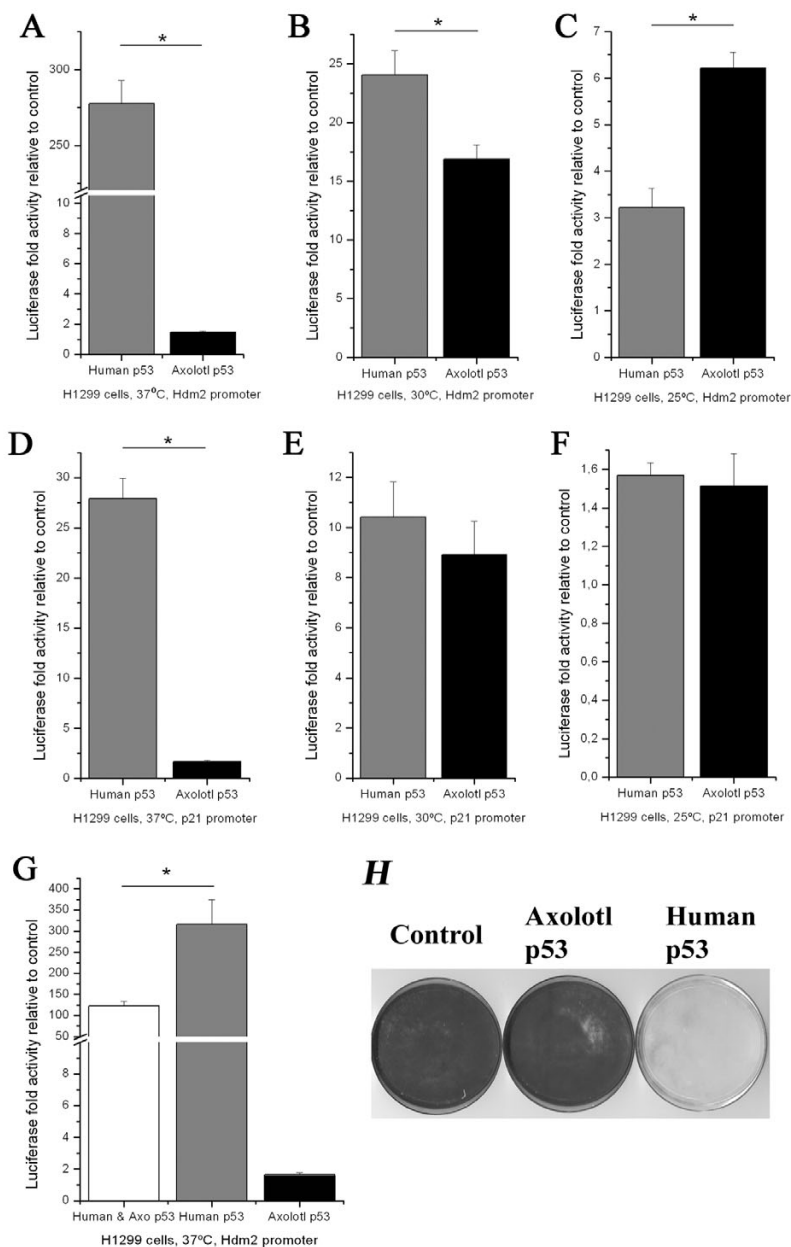 A
Luciferase fold activity relative to control
300
250
10
8
6
4
2
0
*
Human p53 Axolotl p53
H1299 cells, 37ºC, Hdm2 promoter
B
Luciferase fold activity relative to control
25
20
15
10
5
0
*
Human p53 Axolotl p53
H1299 cells, 30ºC, Hdm2 promoter
C
Luciferase fold activity relative to control
7
6
5
4
3
2
1
0
*
Human p53 Axolotl p53
H1299 cells, 25ºC, Hdm2 promoter
D
Luciferase fold activity relative to control
30
25
20
15
10
5
0
*
Human p53 Axolotl p53
H1299 cells, 37ºC, p21 promoter
E
Luciferase fold activity relative to control
12
10
8
6
4
2
0
Human p53 Axolotl p53
H1299 cells, 30ºC, p21 promoter
F
Luciferase fold activity relative to control
1,6
1,4
1,2
1,0
0,8
0,6
0,4
0,2
0,0
Human p53 Axolotl p53
H1299 cells, 25ºC, p21 promoter
G
Luciferase fold activity relative to control
400
350
300
250
200
150
100
50
8
6
4
2
0
*
Human & Axo p53 Human p53 Axolotl p53
H1299 cells, 37ºC, Hdm2 promoter
H
Control
Axolotl
p53
Human
p53